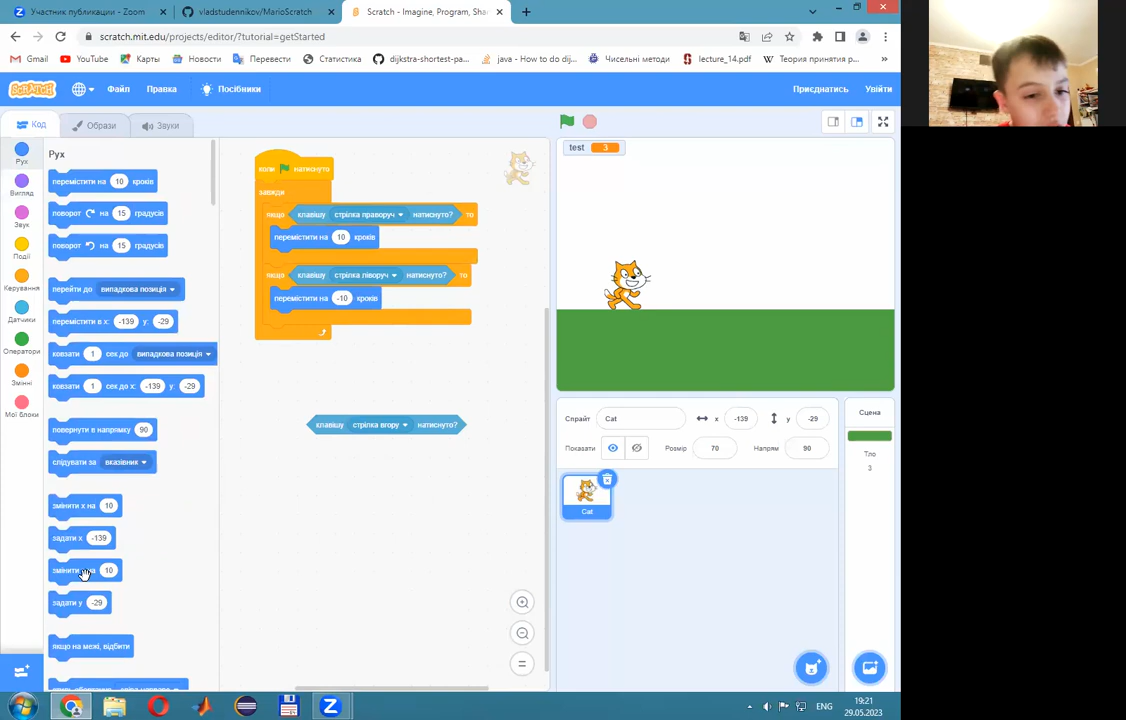 Участник публикации - Zoom
vladstudennikov/MarioScratch
Scratch - Imagine, Program, Sha
scratch.mit.edu/projects/editor/?tutorial=getStarted
Gmail YouTube Карты Новости Перевести Статистика dijkstra-shortest-pa... java - How to do dij... Чисельні методи lecture_14.pdf Теория принятия р...
SCRATCH Файл Правка Посібники Приєднатись Увійти
Код Образи Звуки
Рух
Вигляд
Звук
Події
Керування
Датчики
Оператори
Змінні
Мої блоки
Рух
перемістити на 10 кроків
поворот на 15 градусів
поворот на 15 градусів
перейти до випадкова позиція
перемістити в x: -139 y: -29
ковзати 1 сек до випадкова позиція
ковзати 1 сек до x: -139 y: -29
повернути в напрямку 90
слідувати за вказівник
змінити x на 10
задати x -139
змінити на 10
задати y -29
якщо на межі, відбити
коли натиснуто
завжди
якщо клавішу стрілка праворуч натиснуто? то
перемістити на 10 кроків
якщо клавішу стрілка ліворуч натиснуто? то
перемістити на -10 кроків
клавішу стрілка вгору натиснуто?
test 3
Спрайт Cat x -139 y -29
Показати Розмір 70 Напрям 90
Cat
Сцена
Тло
3
ENG
19:21
29.05.2023